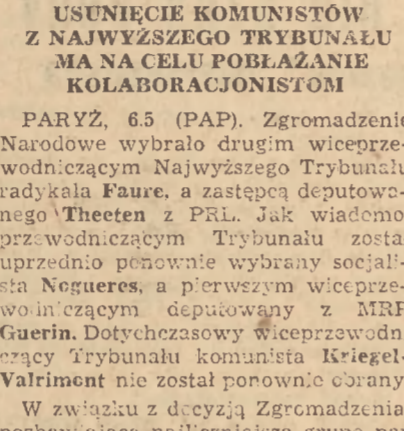 USUNIĘCIE KOMUNISTÓW
Z NAJWYŻSZEGO TRYBUNAŁU
MA NA CELU POBŁAŻANIE
KOLABORACJONISTOM
PARYŻ, 6.5 (PAP). Zgromadzenie
Narodowe wybrało drugim wiceprze-
wodniczącym Najwyższego Trybunału
radykała Faure, a zastępcą deputowa-
nego Theeten z PRL. Jak wiadomo
przewodniczącym Trybunału został
uprzednio ponownie wybrany socjali-
sta Nogueres, a pierwszym wiceprze-
wodniczącym deputowany z MRP
Guerin. Dotychczasowy wiceprzewodn
czący Trybunału komunista Kriegel-
Valrimont nie został ponownie obrany
W związku z decyzją Zgromadzenia